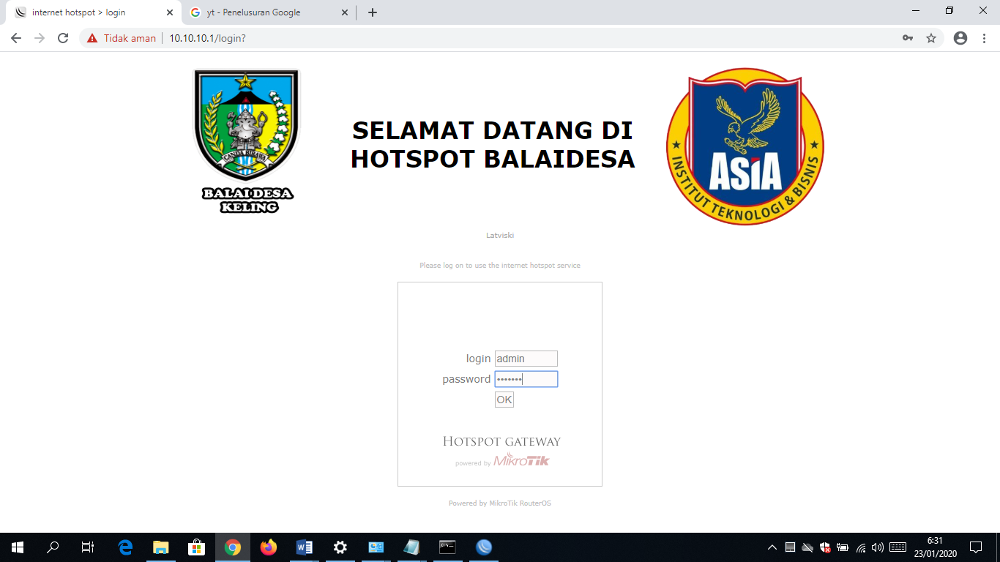 internet hotspot > login
yt - Penelusuran Google
Tidak aman
10.10.10.1/login?
CANDA BHIRAWA
BALAI DESA
KELING
SELAMAT DATANG DI
HOTSPOT BALAIDESA
ASiA
INSTITUT TEKNOLOGI & BISNIS
Latviski
Please log on to use the internet hotspot service
login admin
password •••••••
OK
HOTSPOT GATEWAY
powered by MikroTik
Powered by MikroTik RouterOS
6:31
23/01/2020